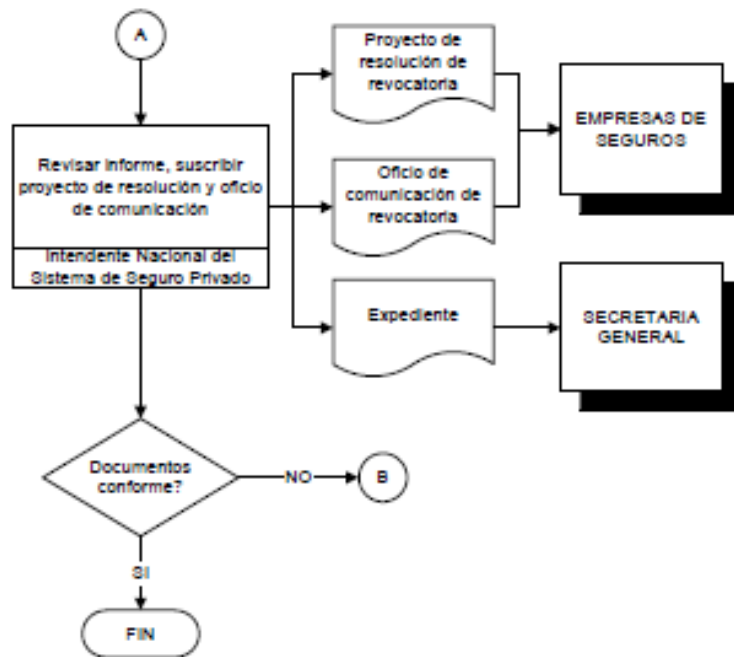 A
Proyecto de
resolución de
revocatoria
EMPRESAS DE
SEGUROS
Revisar informe, suscribir
proyecto de resolución y oficio
de comunicación
Intendente Nacional del
Sistema de Seguro Privado
Oficio de
comunicación de
revocatoria
Expediente
SECRETARIA
GENERAL
Documentos
conforme?
NO
B
SI
FIN